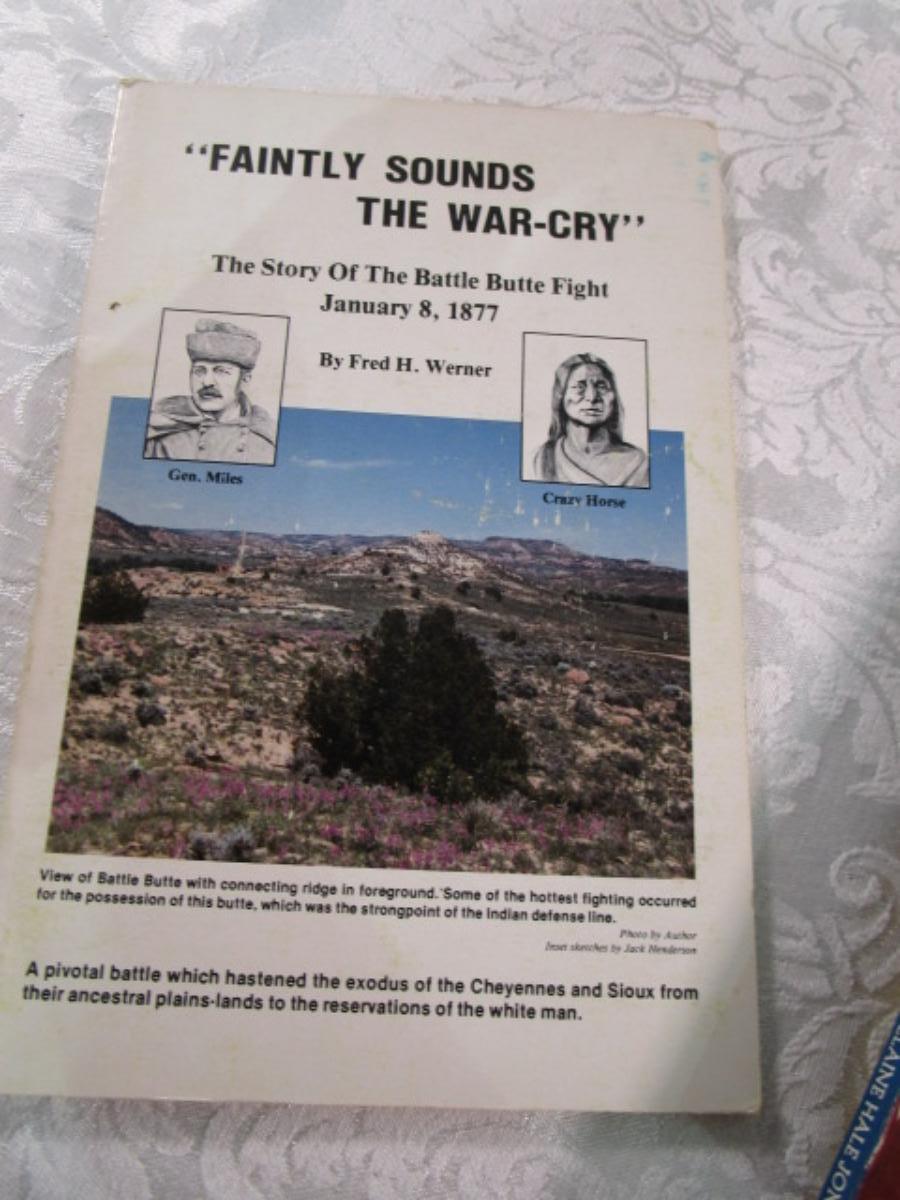 "FAINTLY SOUNDS
THE WAR-CRY"
The Story Of The Battle Butte Fight
January 8, 1877
By Fred H. Werner
Gen. Miles
Crazy Horse
View of Battle Butte with connecting ridge in foreground. Some of the hottest fighting occurred
for the possession of this butte, which was the strongpoint of the Indian defense line.
Photo by Author
Inset sketches by Jack Henderson
A pivotal battle which hastened the exodus of the Cheyennes and Sioux from
their ancestral plains-lands to the reservations of the white man.
ELAINE HALE JO